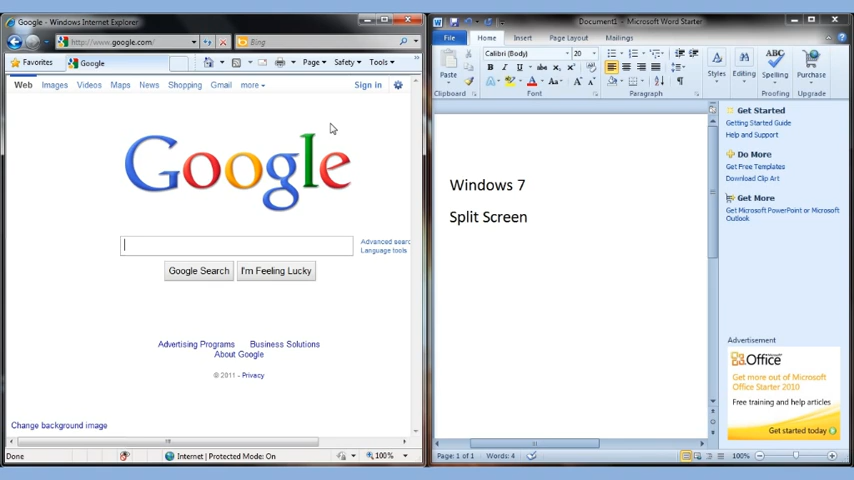 Google - Windows Internet Explorer
http://www.google.com/
Bing
Favorites
Google
Page
Safety
Tools
Web Images Videos Maps News Shopping Gmail more
Sign in
Google
Advanced searc
Language tools
Google Search
I'm Feeling Lucky
Advertising Programs Business Solutions
About Google
© 2011 - Privacy
Change background image
Done
Internet | Protected Mode: On
100%
Document1 - Microsoft Word Starter
File Home Insert Page Layout Mailings
Paste
Calibri (Body)
20
B I U abc x₂ x²
A A Aa A A
Styles
Editing
Spelling
Purchase
Clipboard
Font
Paragraph
Proofing
Upgrade
Windows 7
Split Screen
Get Started
Getting Started Guide
Help and Support
Do More
Get Free Templates
Download Clip Art
Get More
Get Microsoft PowerPoint or Microsoft
Outlook
Advertisement
Office
Get more out of Microsoft
Office Starter 2010
Free training and help articles
Get started today
Page: 1 of 1
Words: 4
100%